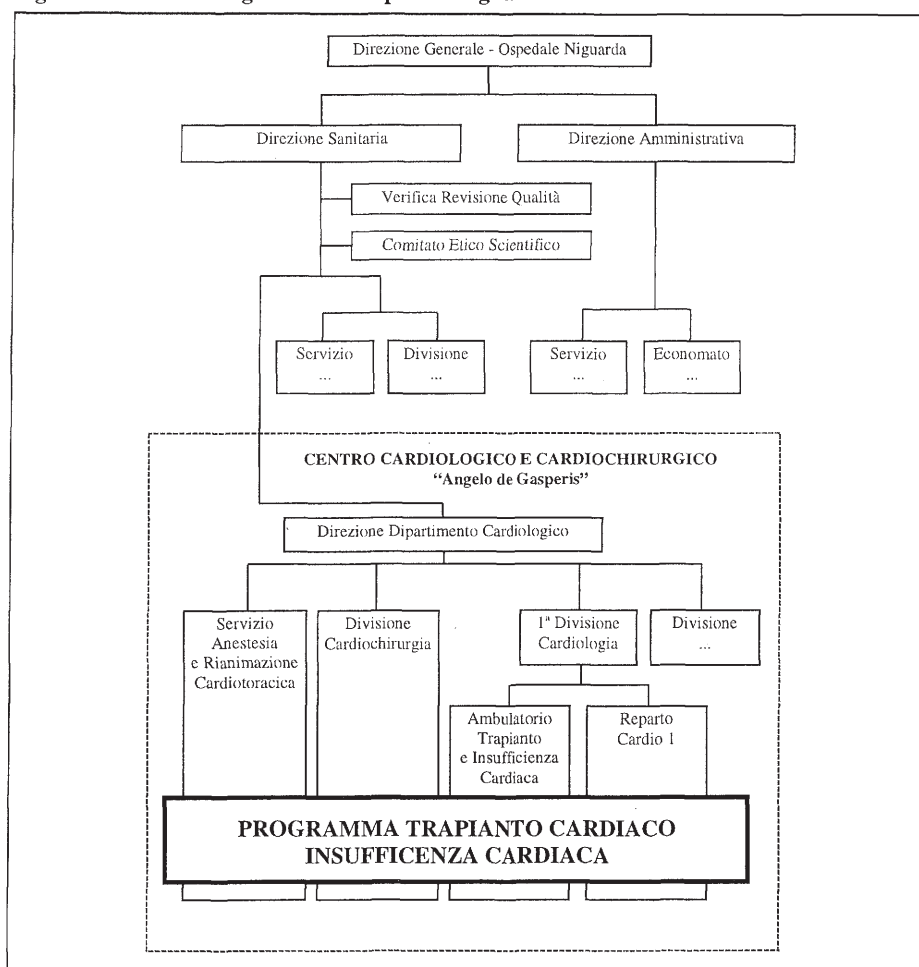 Direzione Generale - Ospedale Niguarda
Direzione Sanitaria
Direzione Amministrativa
Verifica Revisione Qualità
Comitato Etico Scientifico
Servizio
...
Divisione
...
Servizio
...
Economato
...
CENTRO CARDIOLOGICO E CARDIOCHIRURGICO
“Angelo de Gasperis”
Direzione Dipartimento Cardiologico
Servizio
Anestesia
e Rianimazione
Cardiotoracica
Divisione
Cardiochirurgia
1ª Divisione
Cardiologia
Divisione
...
Ambulatorio
Trapianto
e Insufficienza
Cardiaca
Reparto
Cardio 1
PROGRAMMA TRAPIANTO CARDIACO
INSUFFICENZA CARDIACA